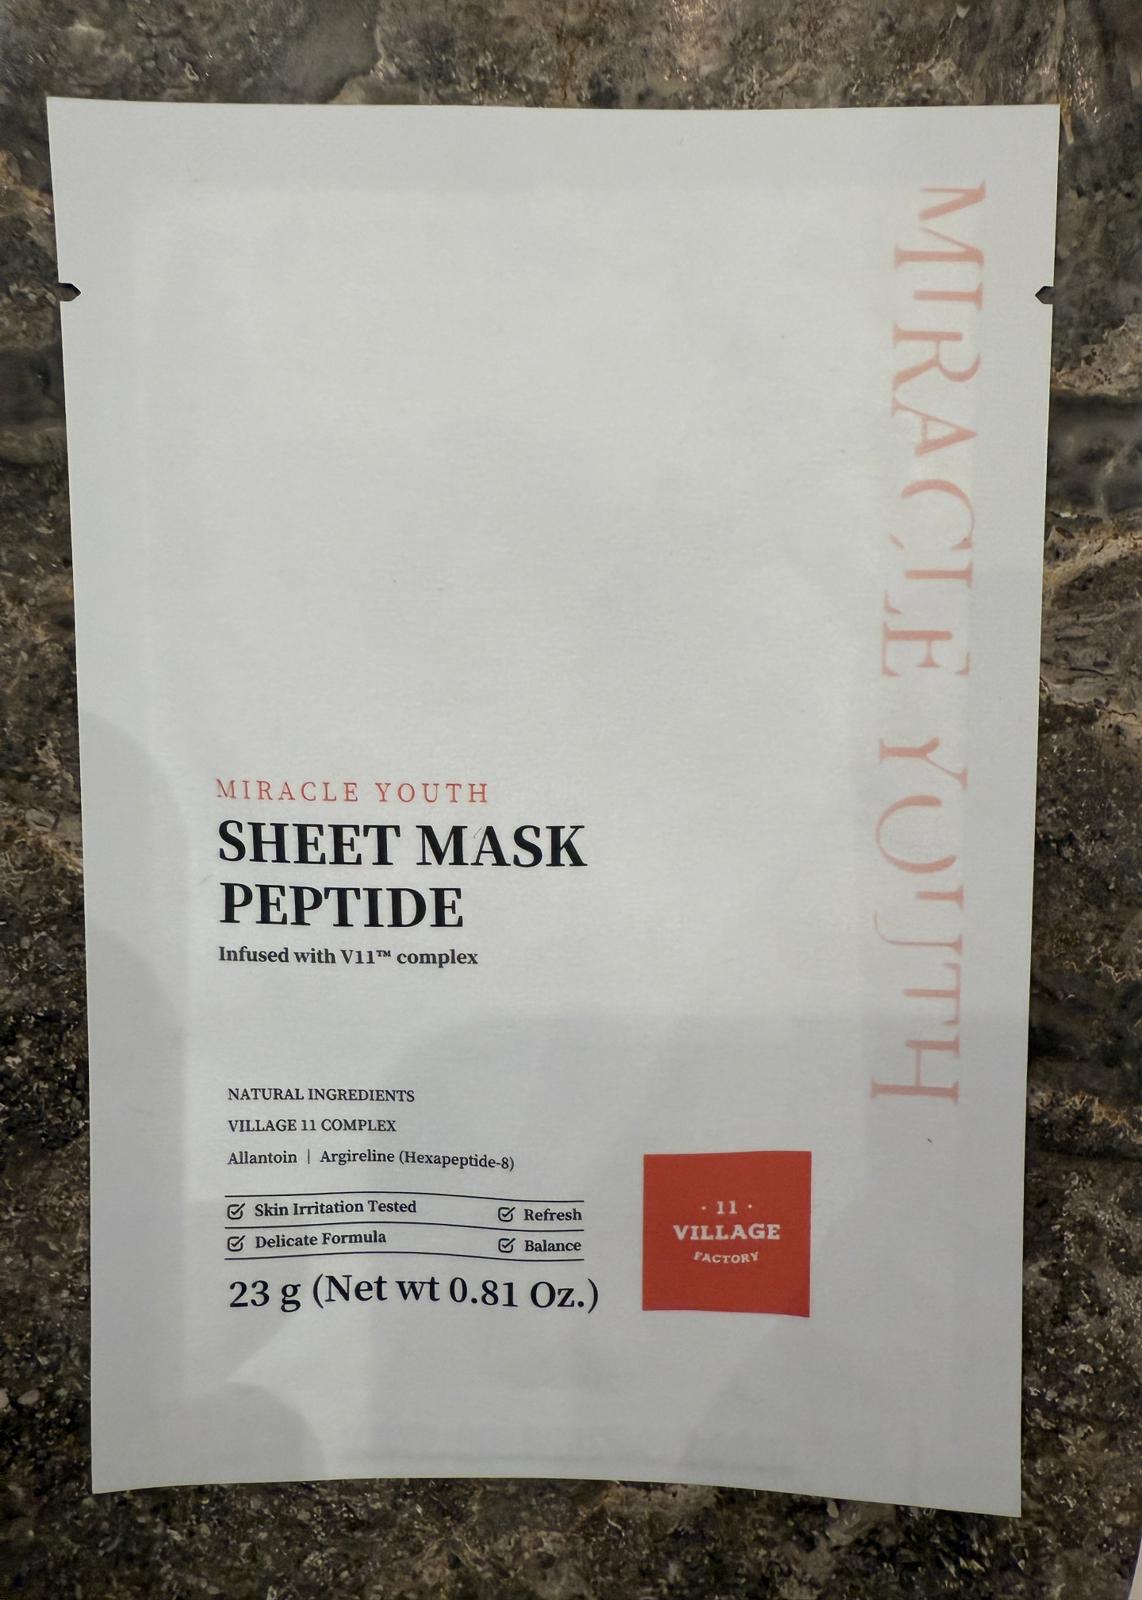 MIRACLE YOUTH
MIRACLE YOUTH
SHEET MASK
PEPTIDE
Infused with V11™ complex
NATURAL INGREDIENTS
VILLAGE 11 COMPLEX
Allantoin | Argireline (Hexapeptide-8)
Skin Irritation Tested
Refresh
Delicate Formula
Balance
23 g (Net wt 0.81 Oz.)
· 11 ·
VILLAGE
FACTORY